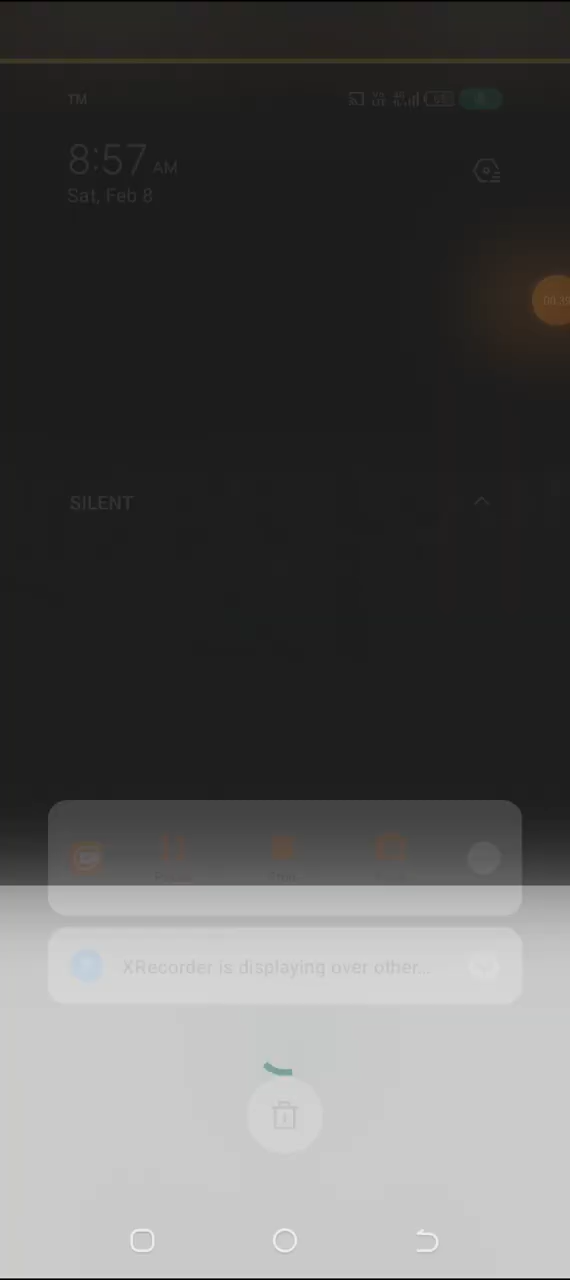 TM
8:57 AM
Sat, Feb 8
SILENT
XRecorder is displaying over other...